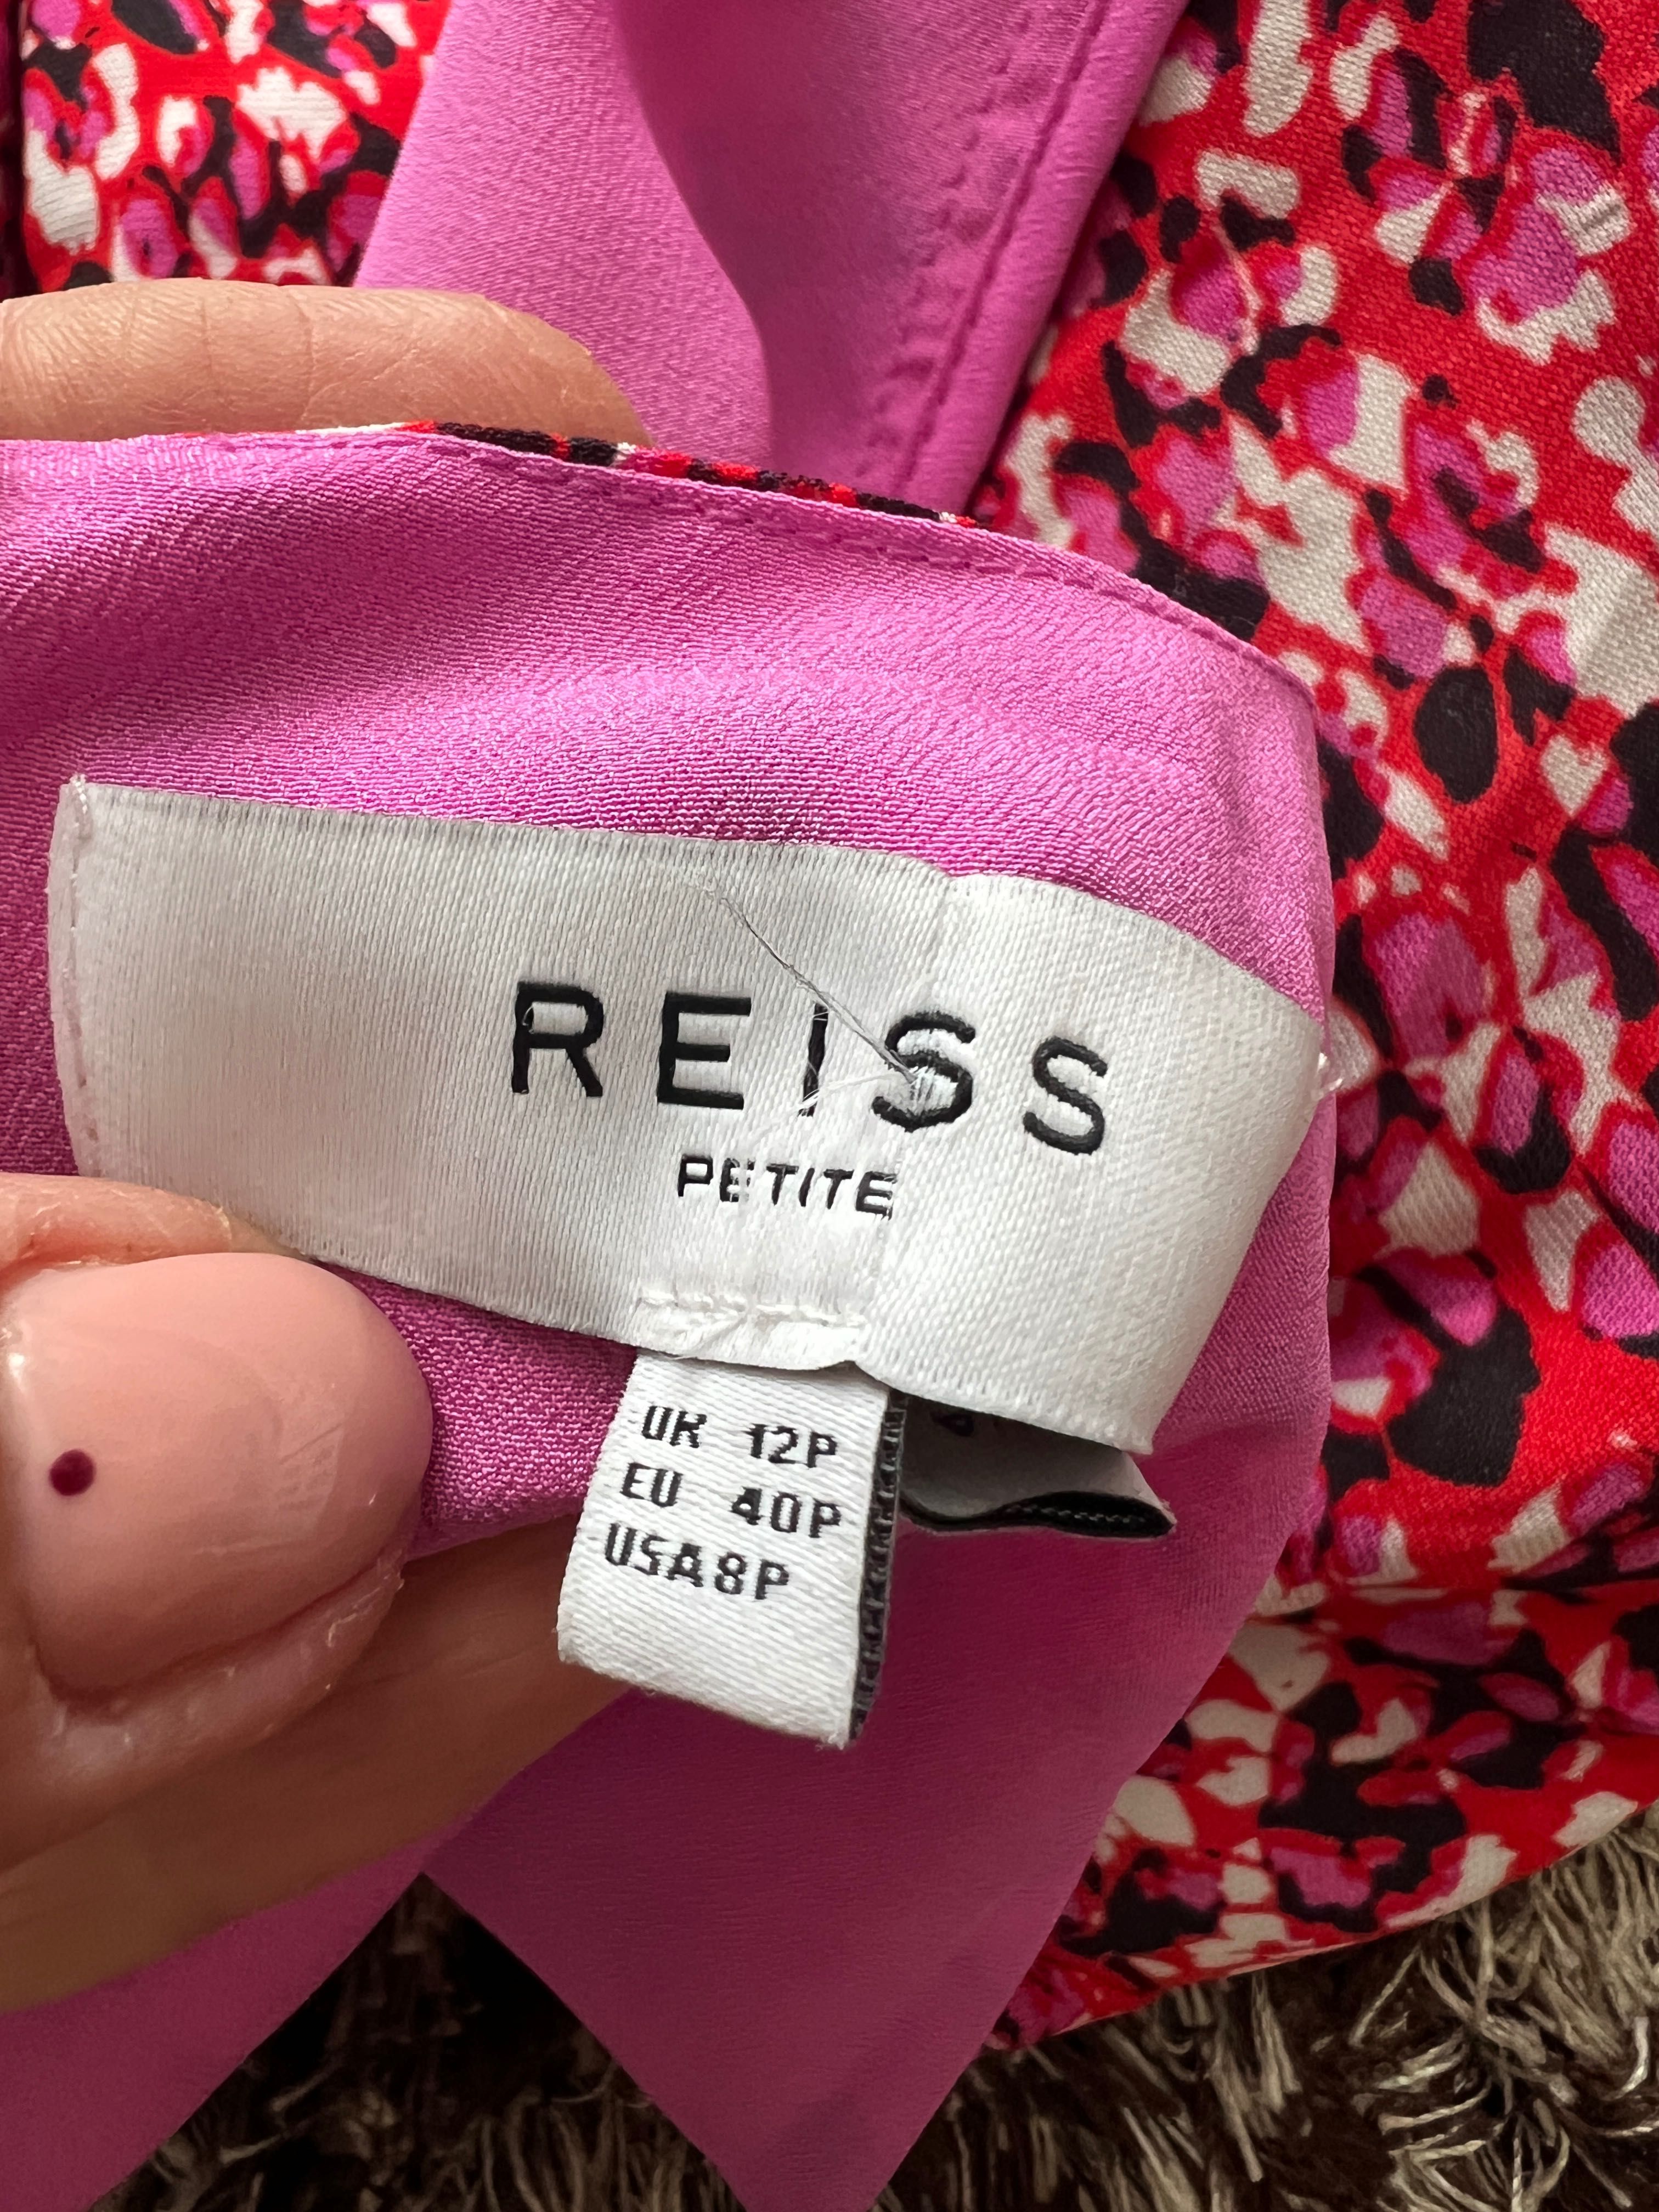 REISS
PETITE
UK 12P
EU 40P
USA8P